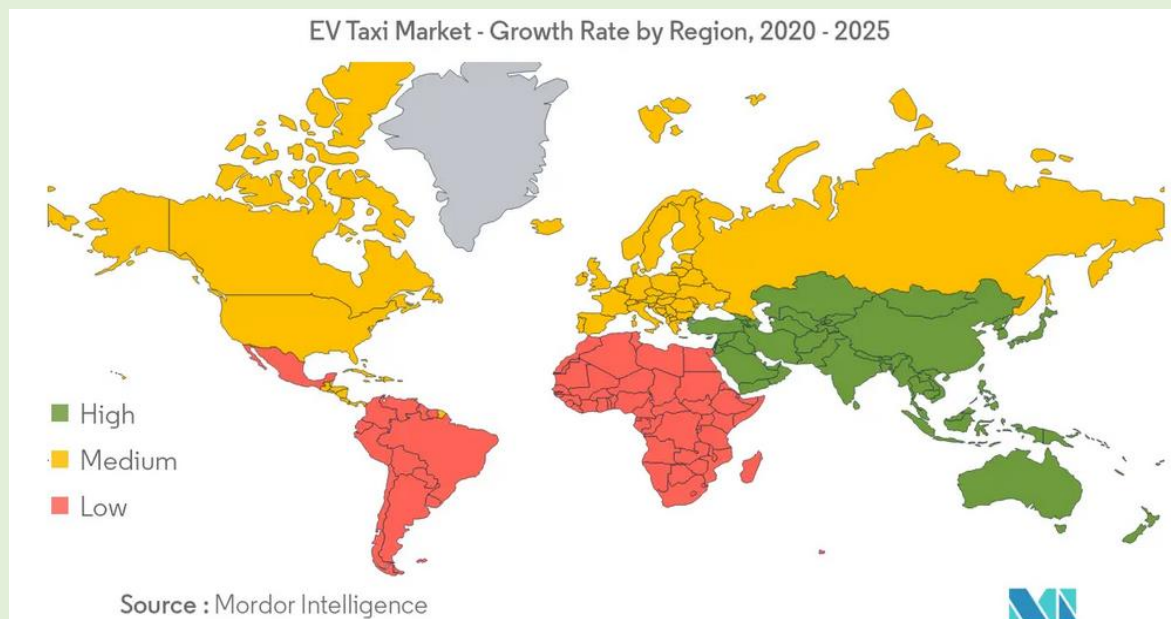 EV Taxi Market - Growth Rate by Region, 2020 - 2025
High
Medium
Low
Source : Mordor Intelligence